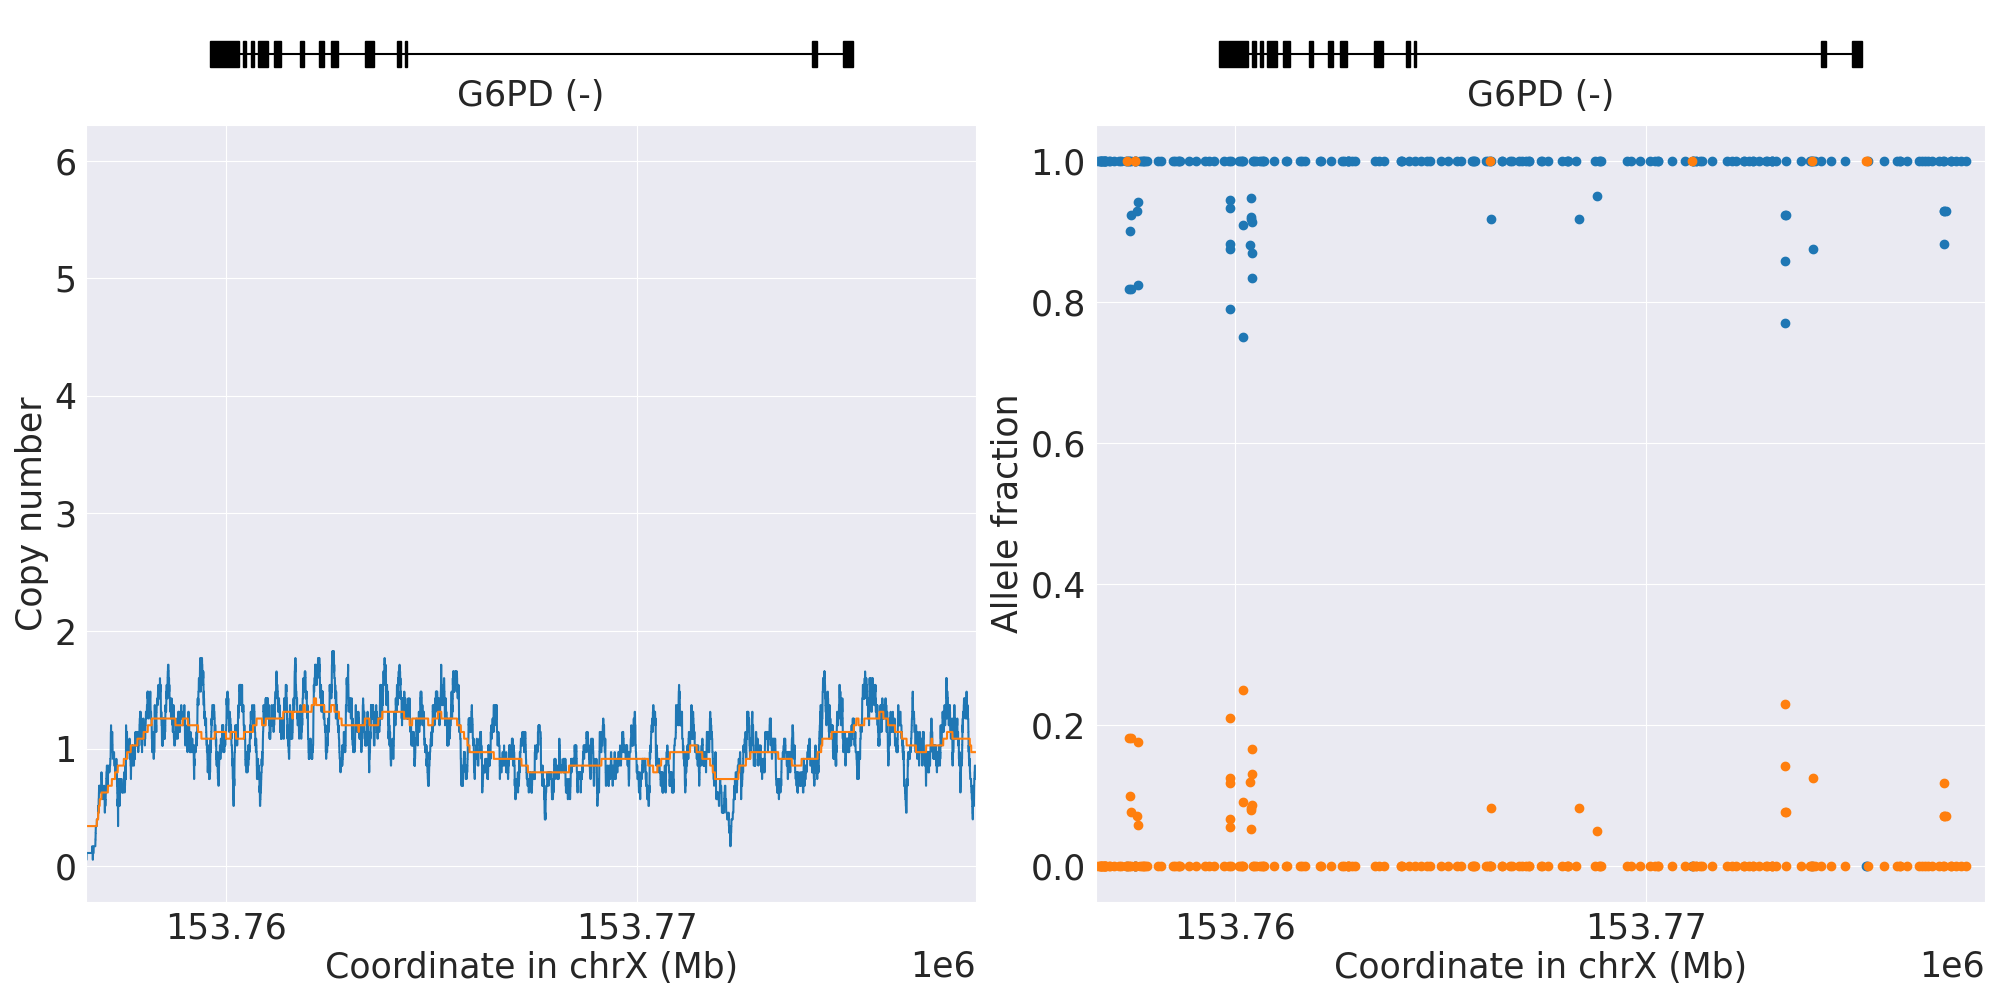 G6PD (-)
6
5
4
3
2
1
0
Copy number
153.76
153.77
Coordinate in chrX (Mb)
1e6
G6PD (-)
1.0
0.8
0.6
0.4
0.2
0.0
Allele fraction
153.76
153.77
Coordinate in chrX (Mb)
1e6